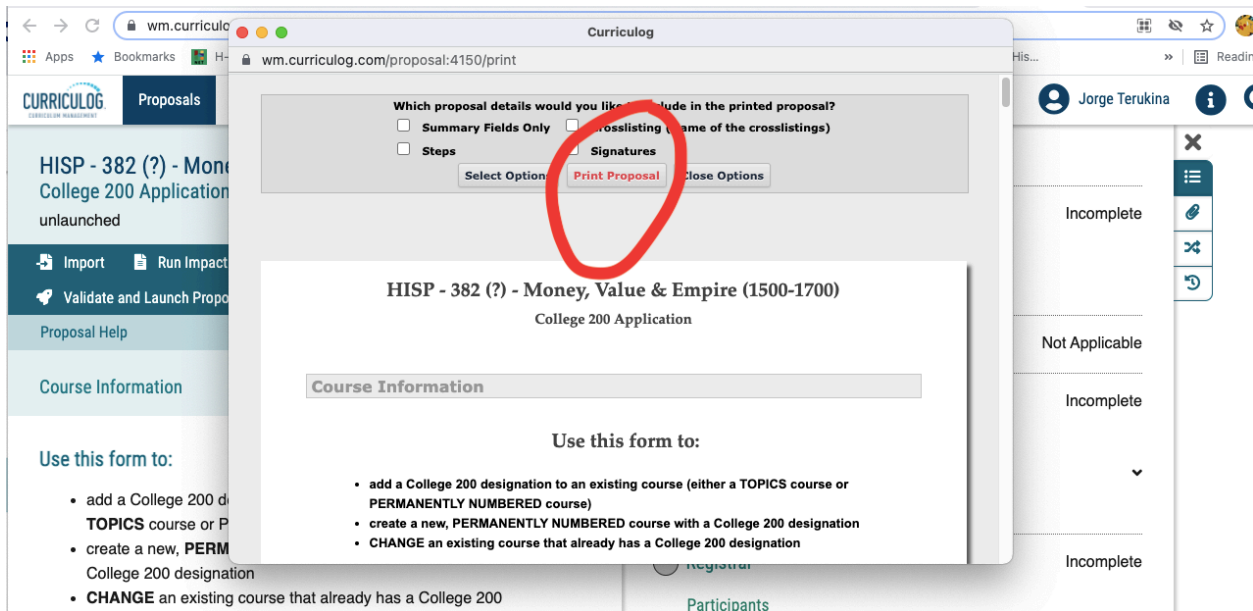 wm.curriculo
Curriculog
Apps Bookmarks H- His... » Readin
wm.curriculog.com/proposal:4150/print
CURRICULOG
CURRICULUM MANAGEMENT
Proposals
Jorge Terukina
Which proposal details would you like include in the printed proposal?
Summary Fields Only Crosslisting (name of the crosslistings)
Steps Signatures
Select Option Print Proposal Close Options
HISP - 382 (?) - Mone
College 200 Application
unlaunched
Import Run Impact
Validate and Launch Propo
Proposal Help
Course Information
Use this form to:
• add a College 200 d
TOPICS course or P
• create a new, PERM
College 200 designation
• CHANGE an existing course that already has a College 200
HISP - 382 (?) - Money, Value & Empire (1500-1700)
College 200 Application
Course Information
Use this form to:
• add a College 200 designation to an existing course (either a TOPICS course or
PERMANENTLY NUMBERED course)
• create a new, PERMANENTLY NUMBERED course with a College 200 designation
• CHANGE an existing course that already has a College 200 designation
Incomplete
Not Applicable
Incomplete
Registrar Incomplete
Participants